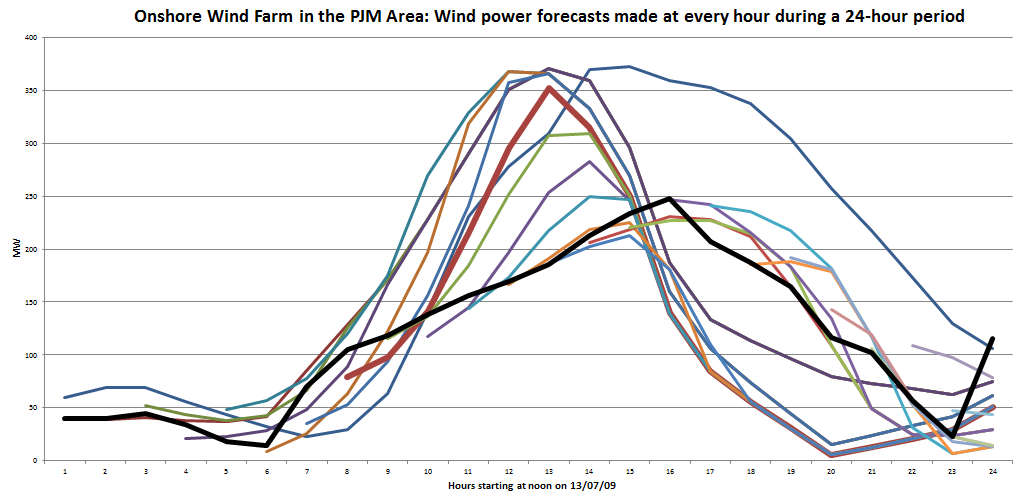 Onshore Wind Farm in the PJM Area: Wind power forecasts made at every hour during a 24-hour period
400
350
300
250
200
150
100
50
0
MW
1 2 3 4 5 6 7 8 9 10 11 12 13 14 15 16 17 18 19 20 21 22 23 24
Hours starting at noon on 13/07/09